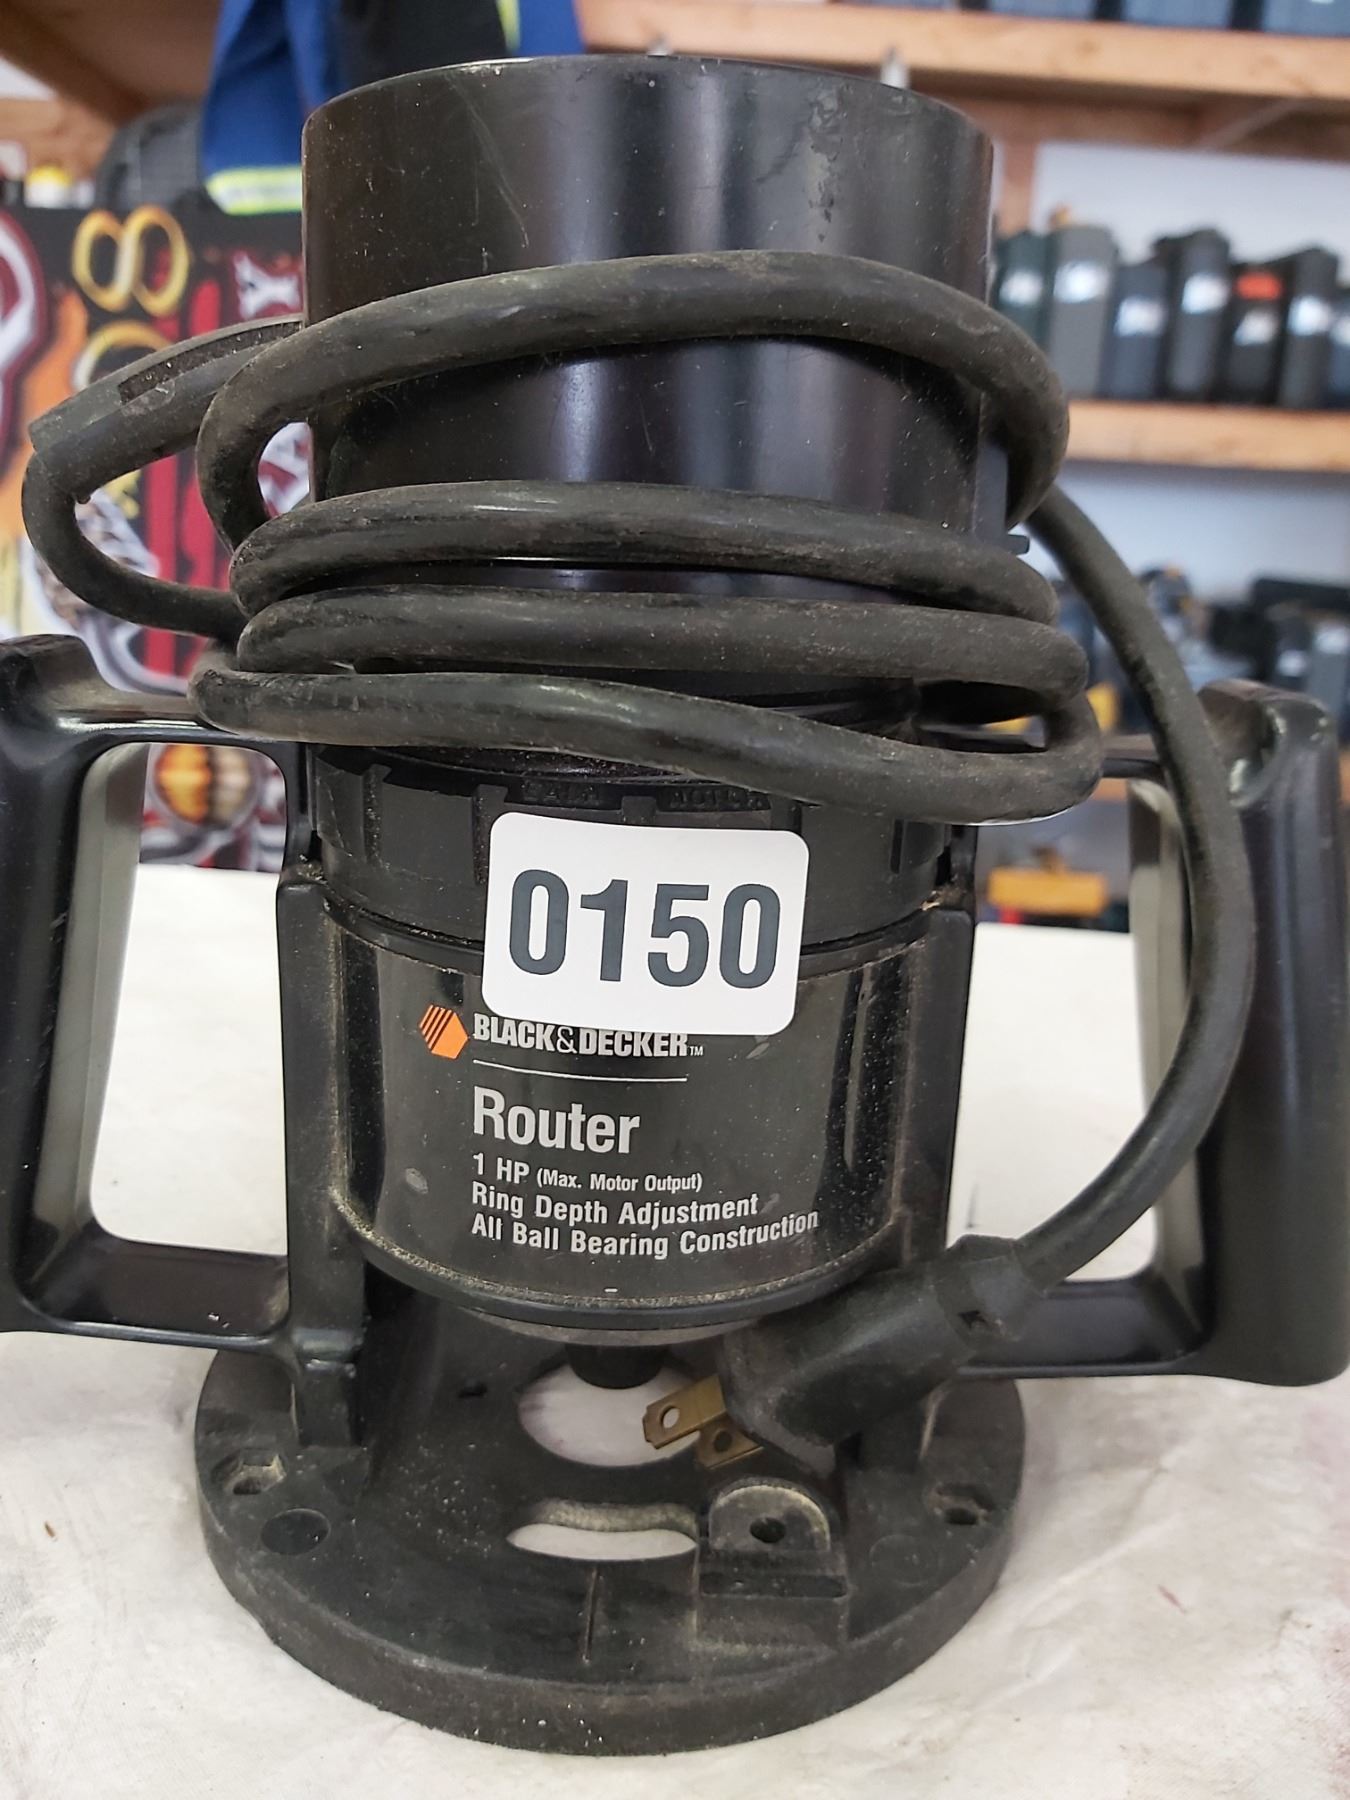 0150
BLACK&DECKER™
Router
1 HP (Max. Motor Output)
Ring Depth Adjustment
All Ball Bearing Construction